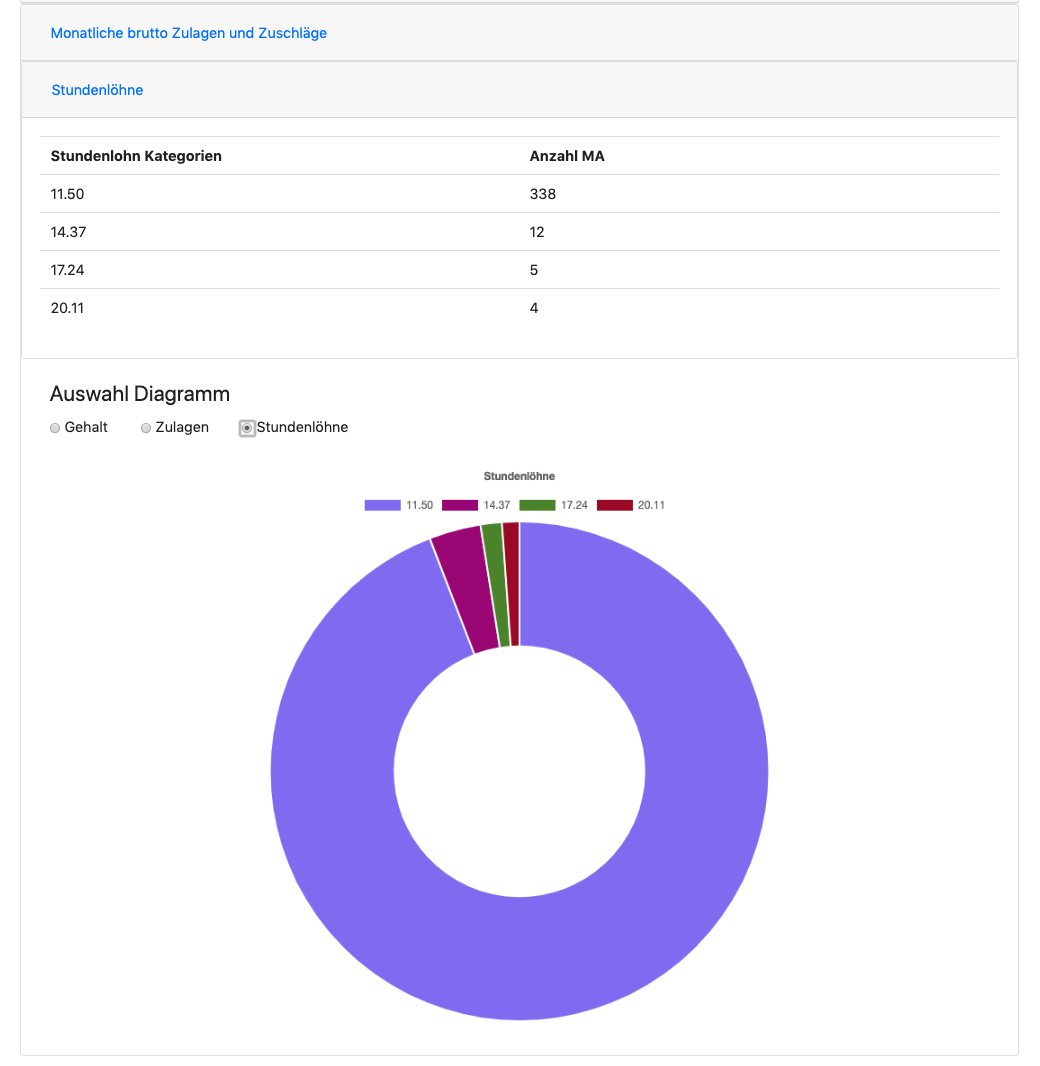 Monatliche brutto Zulagen und Zuschläge
Stundenlöhne
Stundenlohn Kategorien Anzahl MA
11.50 338
14.37 12
17.24 5
20.11 4
Auswahl Diagramm
Gehalt Zulagen Stundenlöhne
Stundenlöhne
11.50 14.37 17.24 20.11